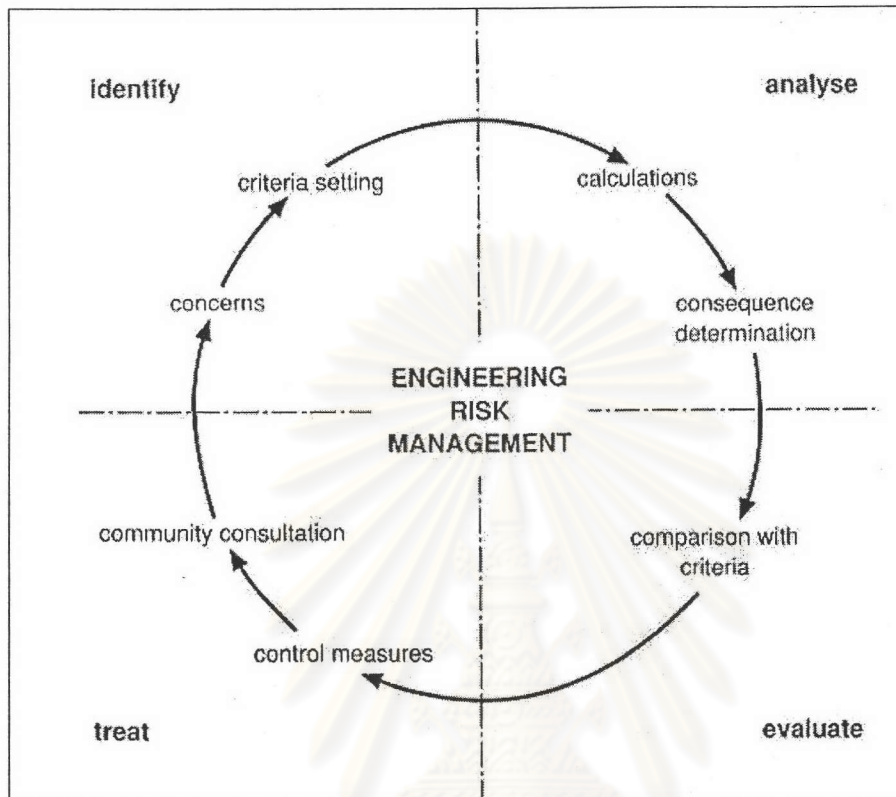 identify
analyse
criteria setting
calculations
concerns
consequence
determination
ENGINEERING
RISK
MANAGEMENT
community consultation
comparison with
criteria
control measures
treat
evaluate